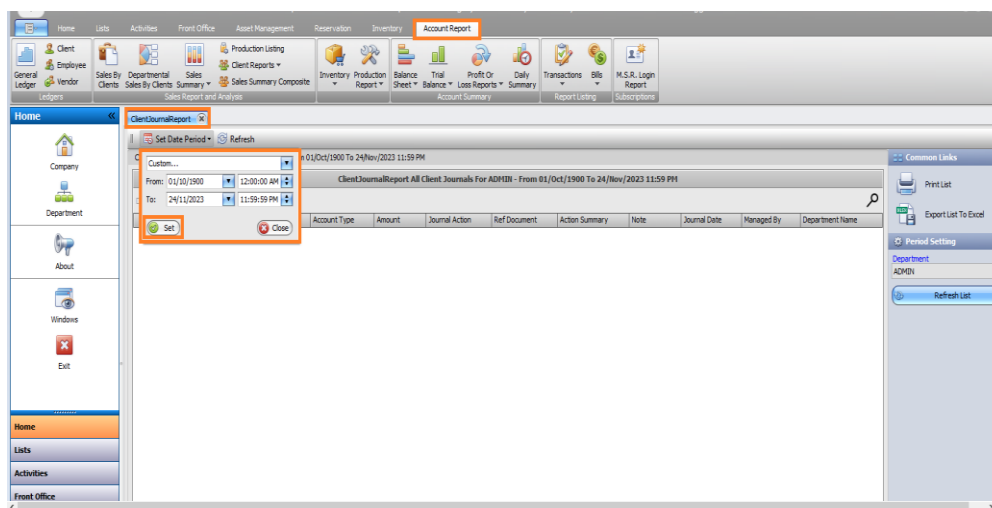 Home Lists Activities Front Office Asset Management Reservation Inventory Account Report
Client
Employee
Vendor
General Ledger
Sales By Clients
Departmental Sales By Clients
Sales Summary
Production Listing
Client Reports
Sales Summary Composite
Inventory
Production Report
Balance Sheet
Trial Balance
Profit Or Loss Reports
Daily Summary
Transactions
Bills
M.S.R. Login Report
Ledgers Sales Report and Analysis Account Summary Report Listing Subscriptions
Home «
Company
Department
About
Windows
Exit
Home
Lists
Activities
Front Office
ClientJournalReport
Set Date Period Refresh
n 01/Oct/1900 To 24/Nov/2023 11:59 PM
Custom...
From: 01/10/1900 12:00:00 AM
To: 24/11/2023 11:59:59 PM
Set Close
ClientJournalReport All Client Journals For ADMIN - From 01/Oct/1900 To 24/Nov/2023 11:59 PM
Account Type Amount Journal Action Ref Document Action Summary Note Journal Date Managed By Department Name
Common Links
Print List
Export List To Excel
Period Setting
Department
ADMIN
Refresh List